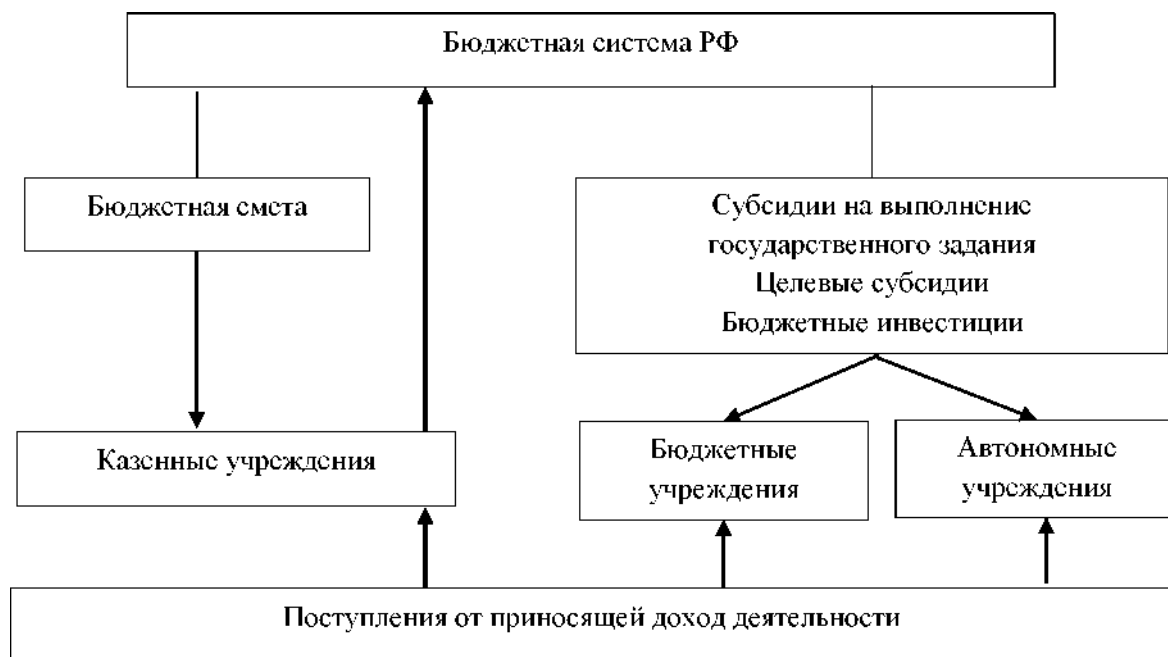 Бюджетная система РФ
Бюджетная смета
Субсидии на выполнение
государственного задания
Целевые субсидии
Бюджетные инвестиции
Казенные учреждения
Бюджетные
учреждения
Автономные
учреждения
Поступления от приносящей доход деятельности